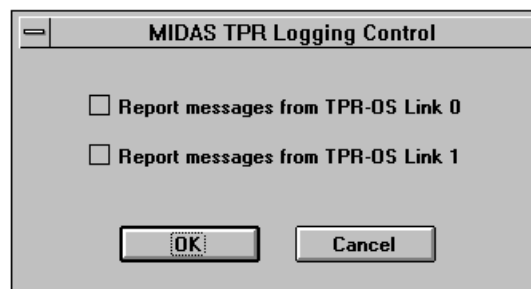 MIDAS TPR Logging Control
Report messages from TPR-OS Link 0
Report messages from TPR-OS Link 1
OK Cancel